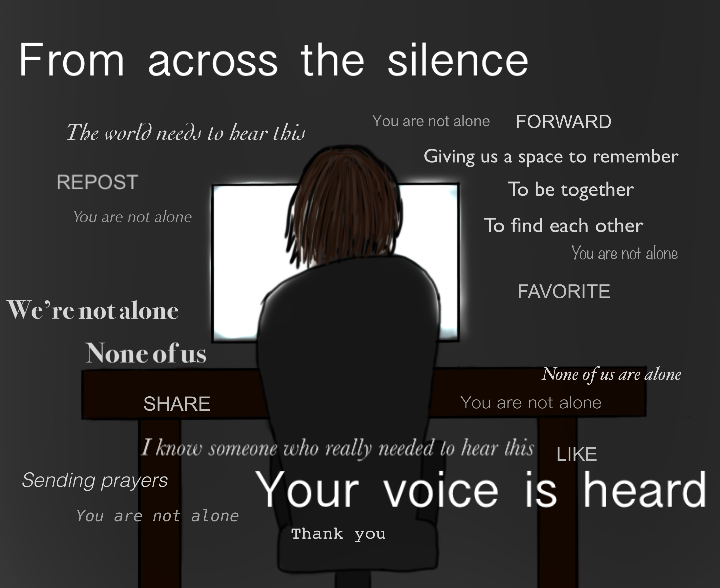 From across the silence
You are not alone
FORWARD
The world needs to hear this
Giving us a space to remember
REPOST
To be together
You are not alone
To find each other
You are not alone
FAVORITE
We're not alone
None of us
None of us are alone
SHARE
You are not alone
I know someone who really needed to hear this
LIKE
Sending prayers
Your voice is heard
You are not alone
Thank you